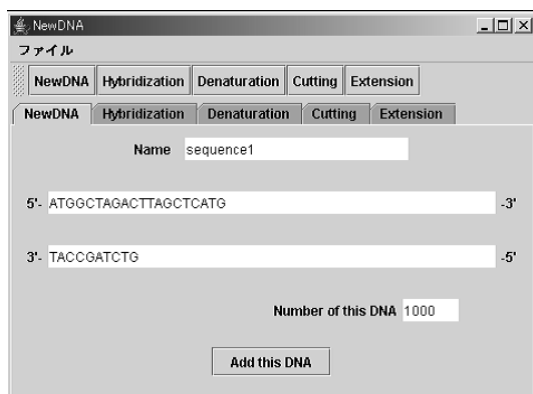 NewDNA
ファイル
NewDNA Hybridization Denaturation Cutting Extension
NewDNA Hybridization Denaturation Cutting Extension
Name sequence1
5'- ATGGCTAGACTTAGCTCATG -3'
3'- TACCGATCTG -5'
Number of this DNA 1000
Add this DNA